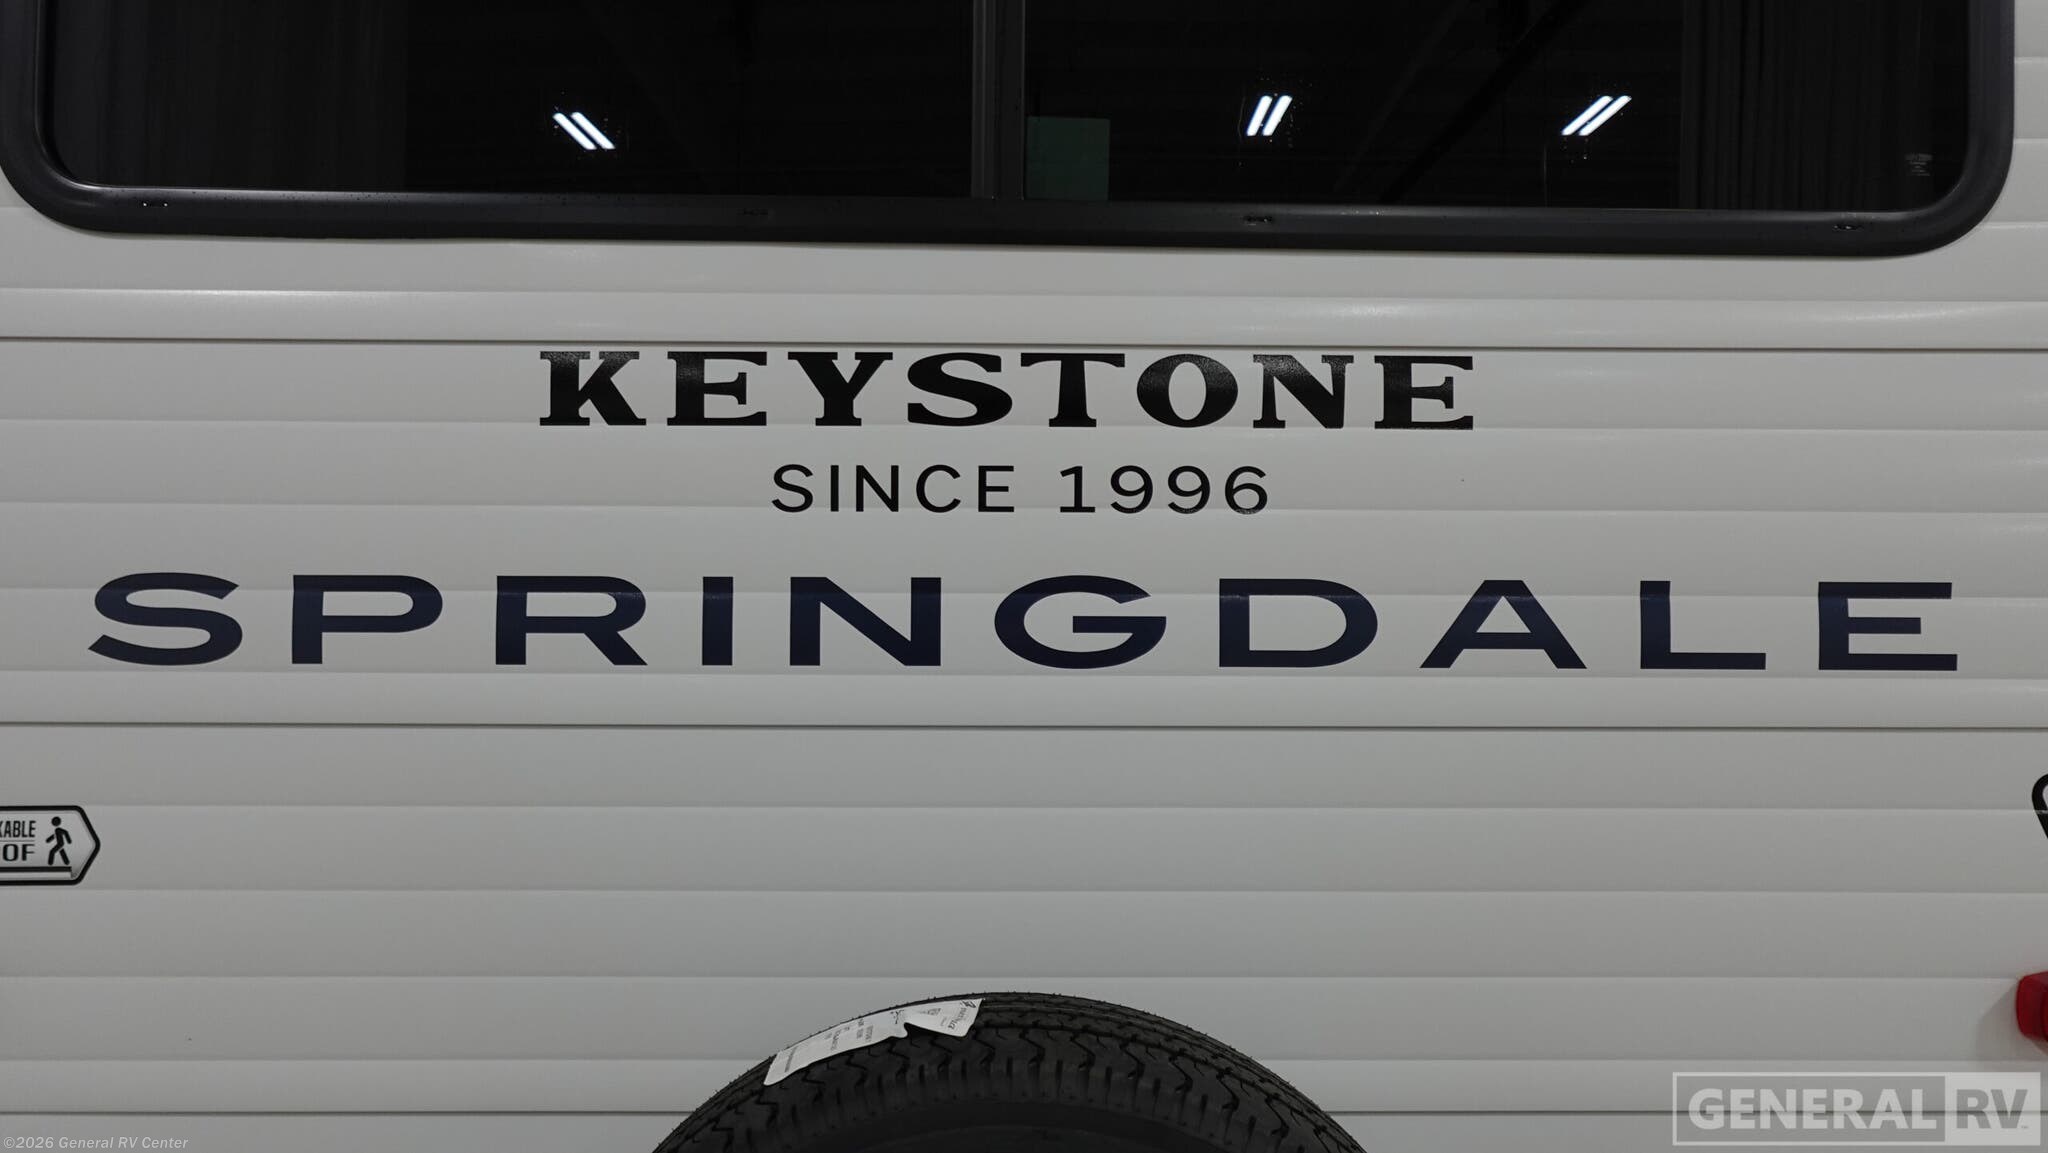 KEYSTONE
SINCE 1996
SPRINGDALE
KABLE
OF
GENERAL RV
©2026 General RV Center